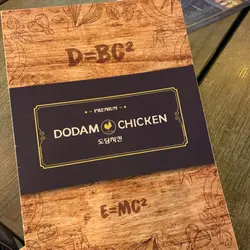 D=BC²
PREMIUM
DODAM CHICKEN
도담치킨
E=MC²